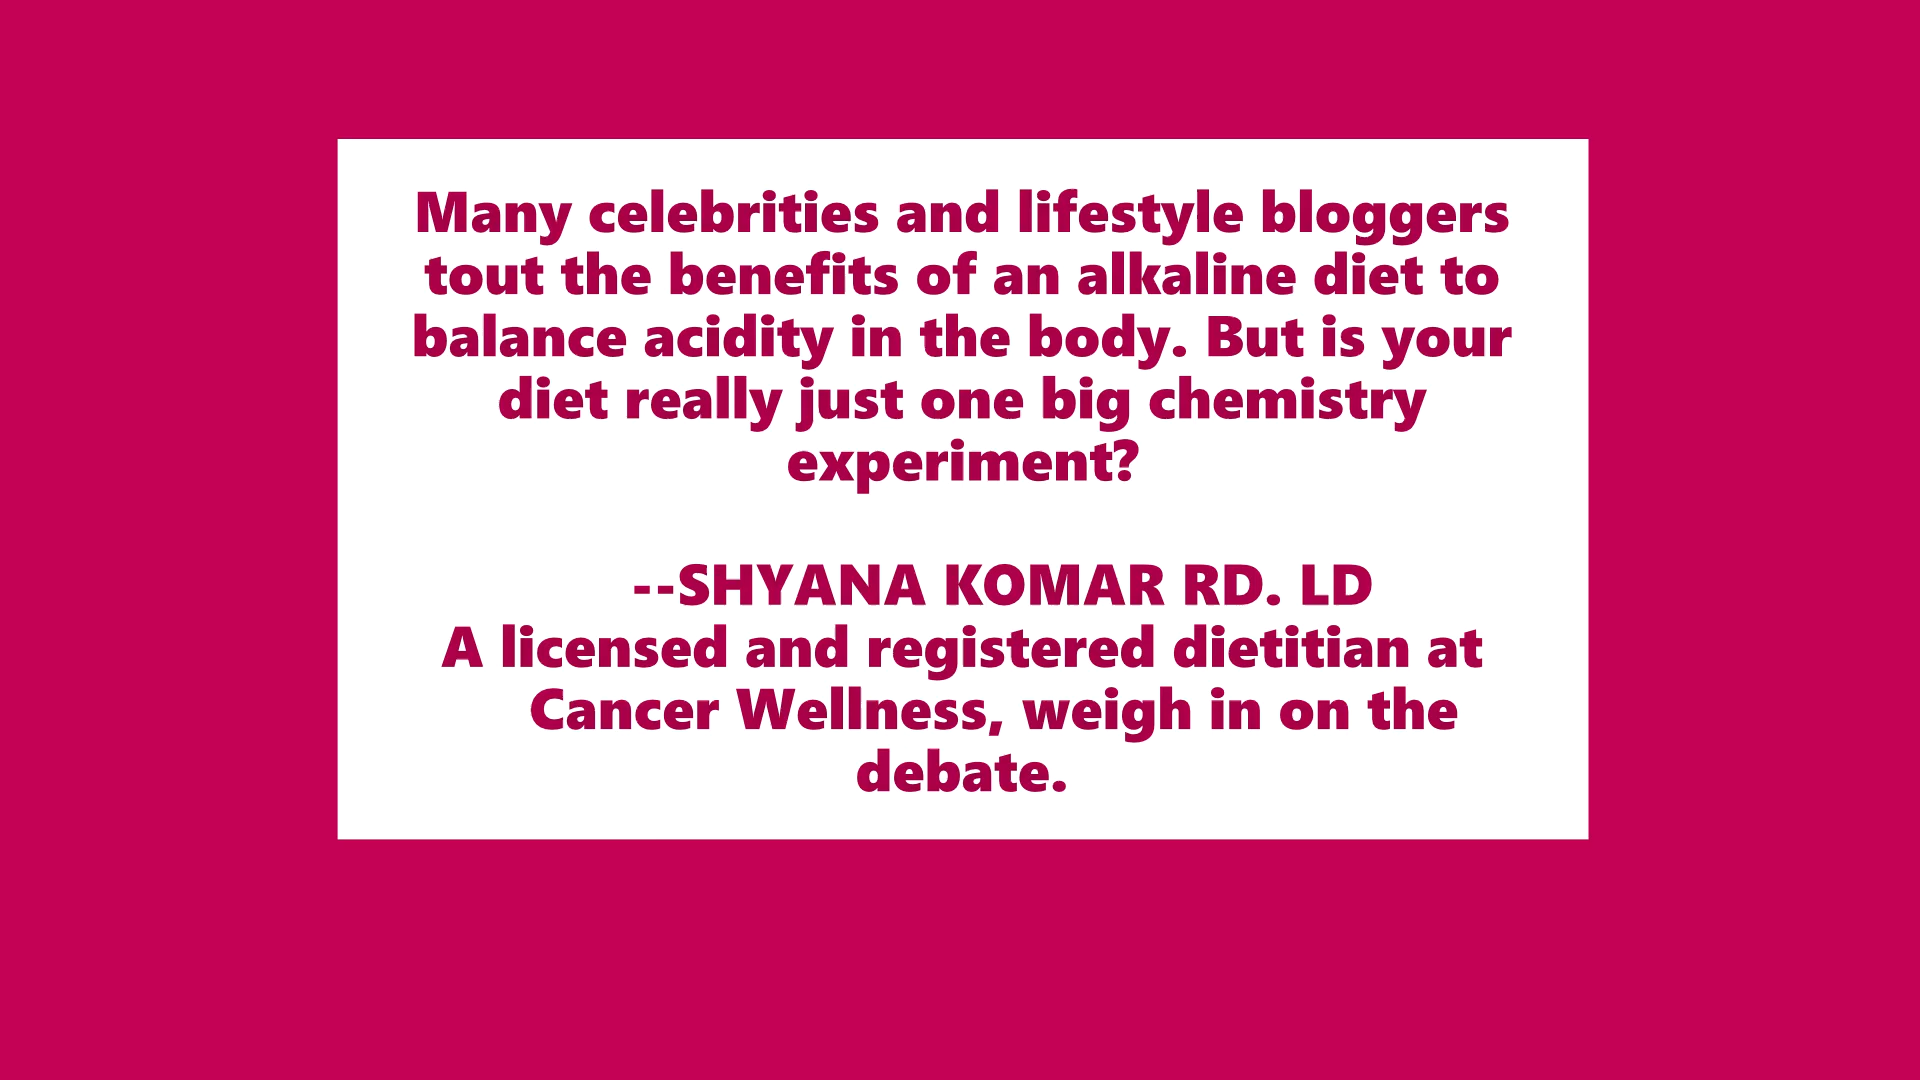 Many celebrities and lifestyle bloggers
tout the benefits of an alkaline diet to
balance acidity in the body. But is your
diet really just one big chemistry
experiment?
--SHYANA KOMAR RD. LD
A licensed and registered dietitian at
Cancer Wellness, weigh in on the
debate.